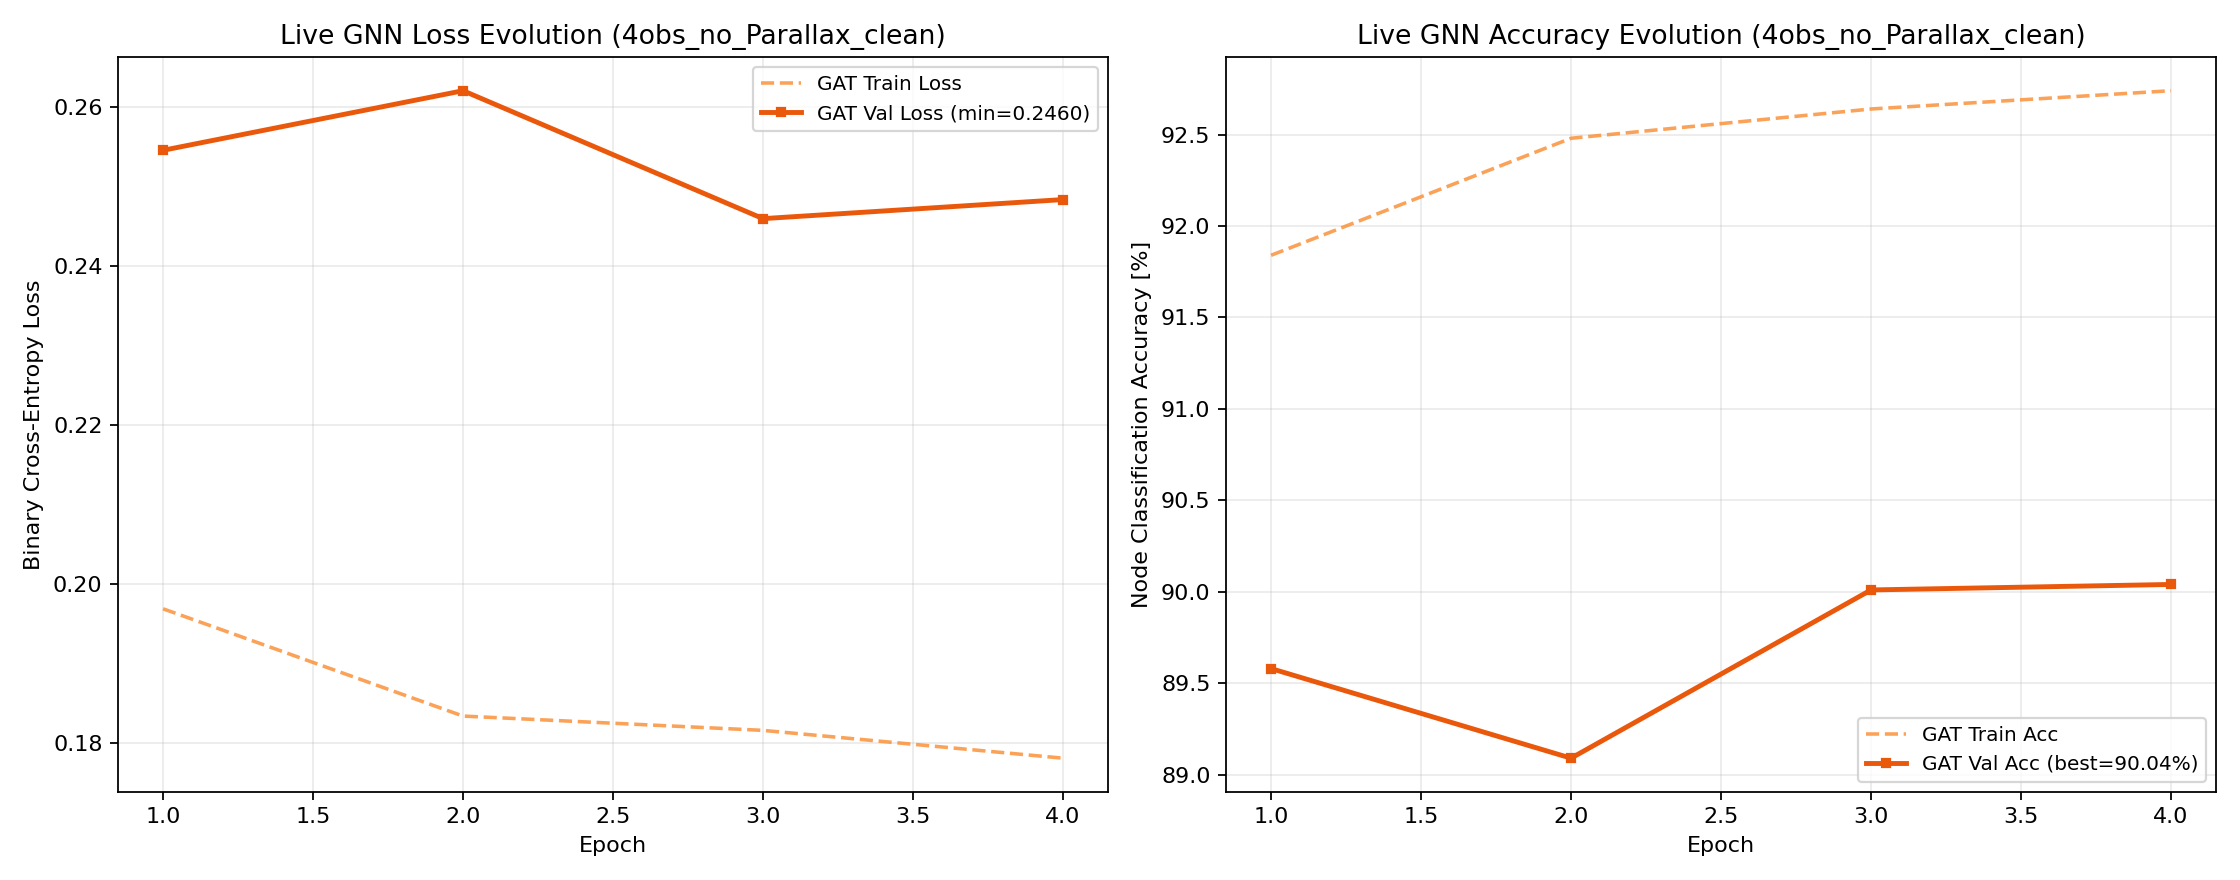 Live GNN Loss Evolution (4obs_no_Parallax_clean)
GAT Train Loss
GAT Val Loss (min=0.2460)
Binary Cross-Entropy Loss
0.26
0.24
0.22
0.20
0.18
1.0 1.5 2.0 2.5 3.0 3.5 4.0
Epoch
Live GNN Accuracy Evolution (4obs_no_Parallax_clean)
Node Classification Accuracy [%]
92.5
92.0
91.5
91.0
90.5
90.0
89.5
89.0
GAT Train Acc
GAT Val Acc (best=90.04%)
1.0 1.5 2.0 2.5 3.0 3.5 4.0
Epoch